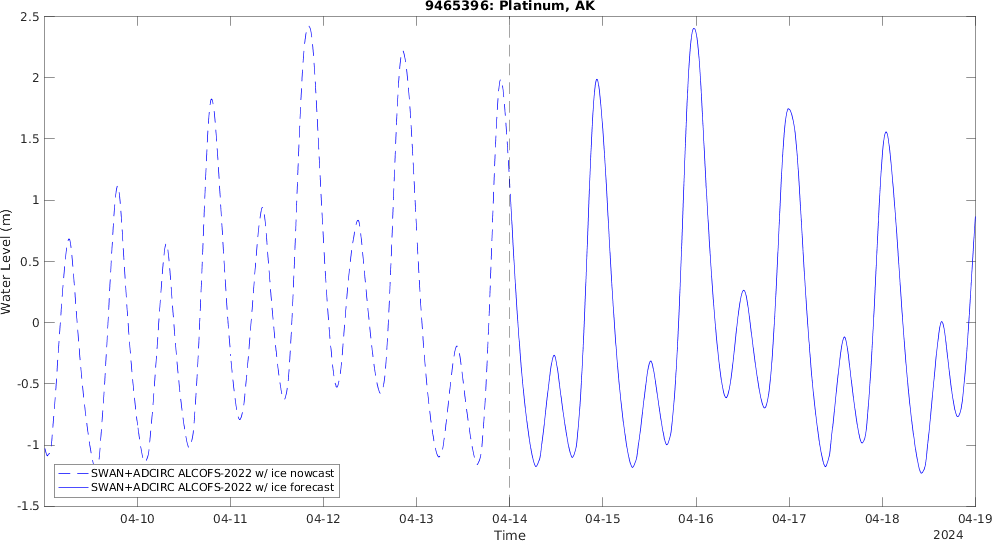 9465396: Platinum, AK
2.5
2
1.5
1
0.5
0
-0.5
-1
-1.5
Water Level (m)
SWAN+ADCIRC ALCOFS-2022 w/ ice nowcast
SWAN+ADCIRC ALCOFS-2022 w/ ice forecast
04-10 04-11 04-12 04-13 04-14 04-15 04-16 04-17 04-18 04-19
Time
2024